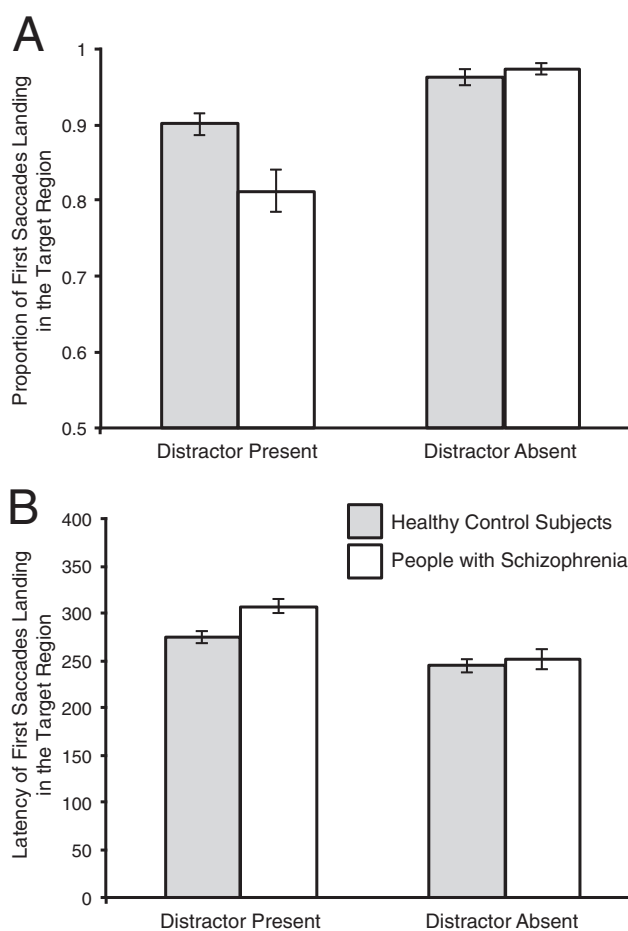 A
Proportion of First Saccades Landing
in the Target Region
1
0.9
0.8
0.7
0.6
0.5
Distractor Present
Distractor Absent
B
Latency of First Saccades Landing
in the Target Region
400
350
300
250
200
150
100
50
0
Healthy Control Subjects
People with Schizophrenia
Distractor Present
Distractor Absent